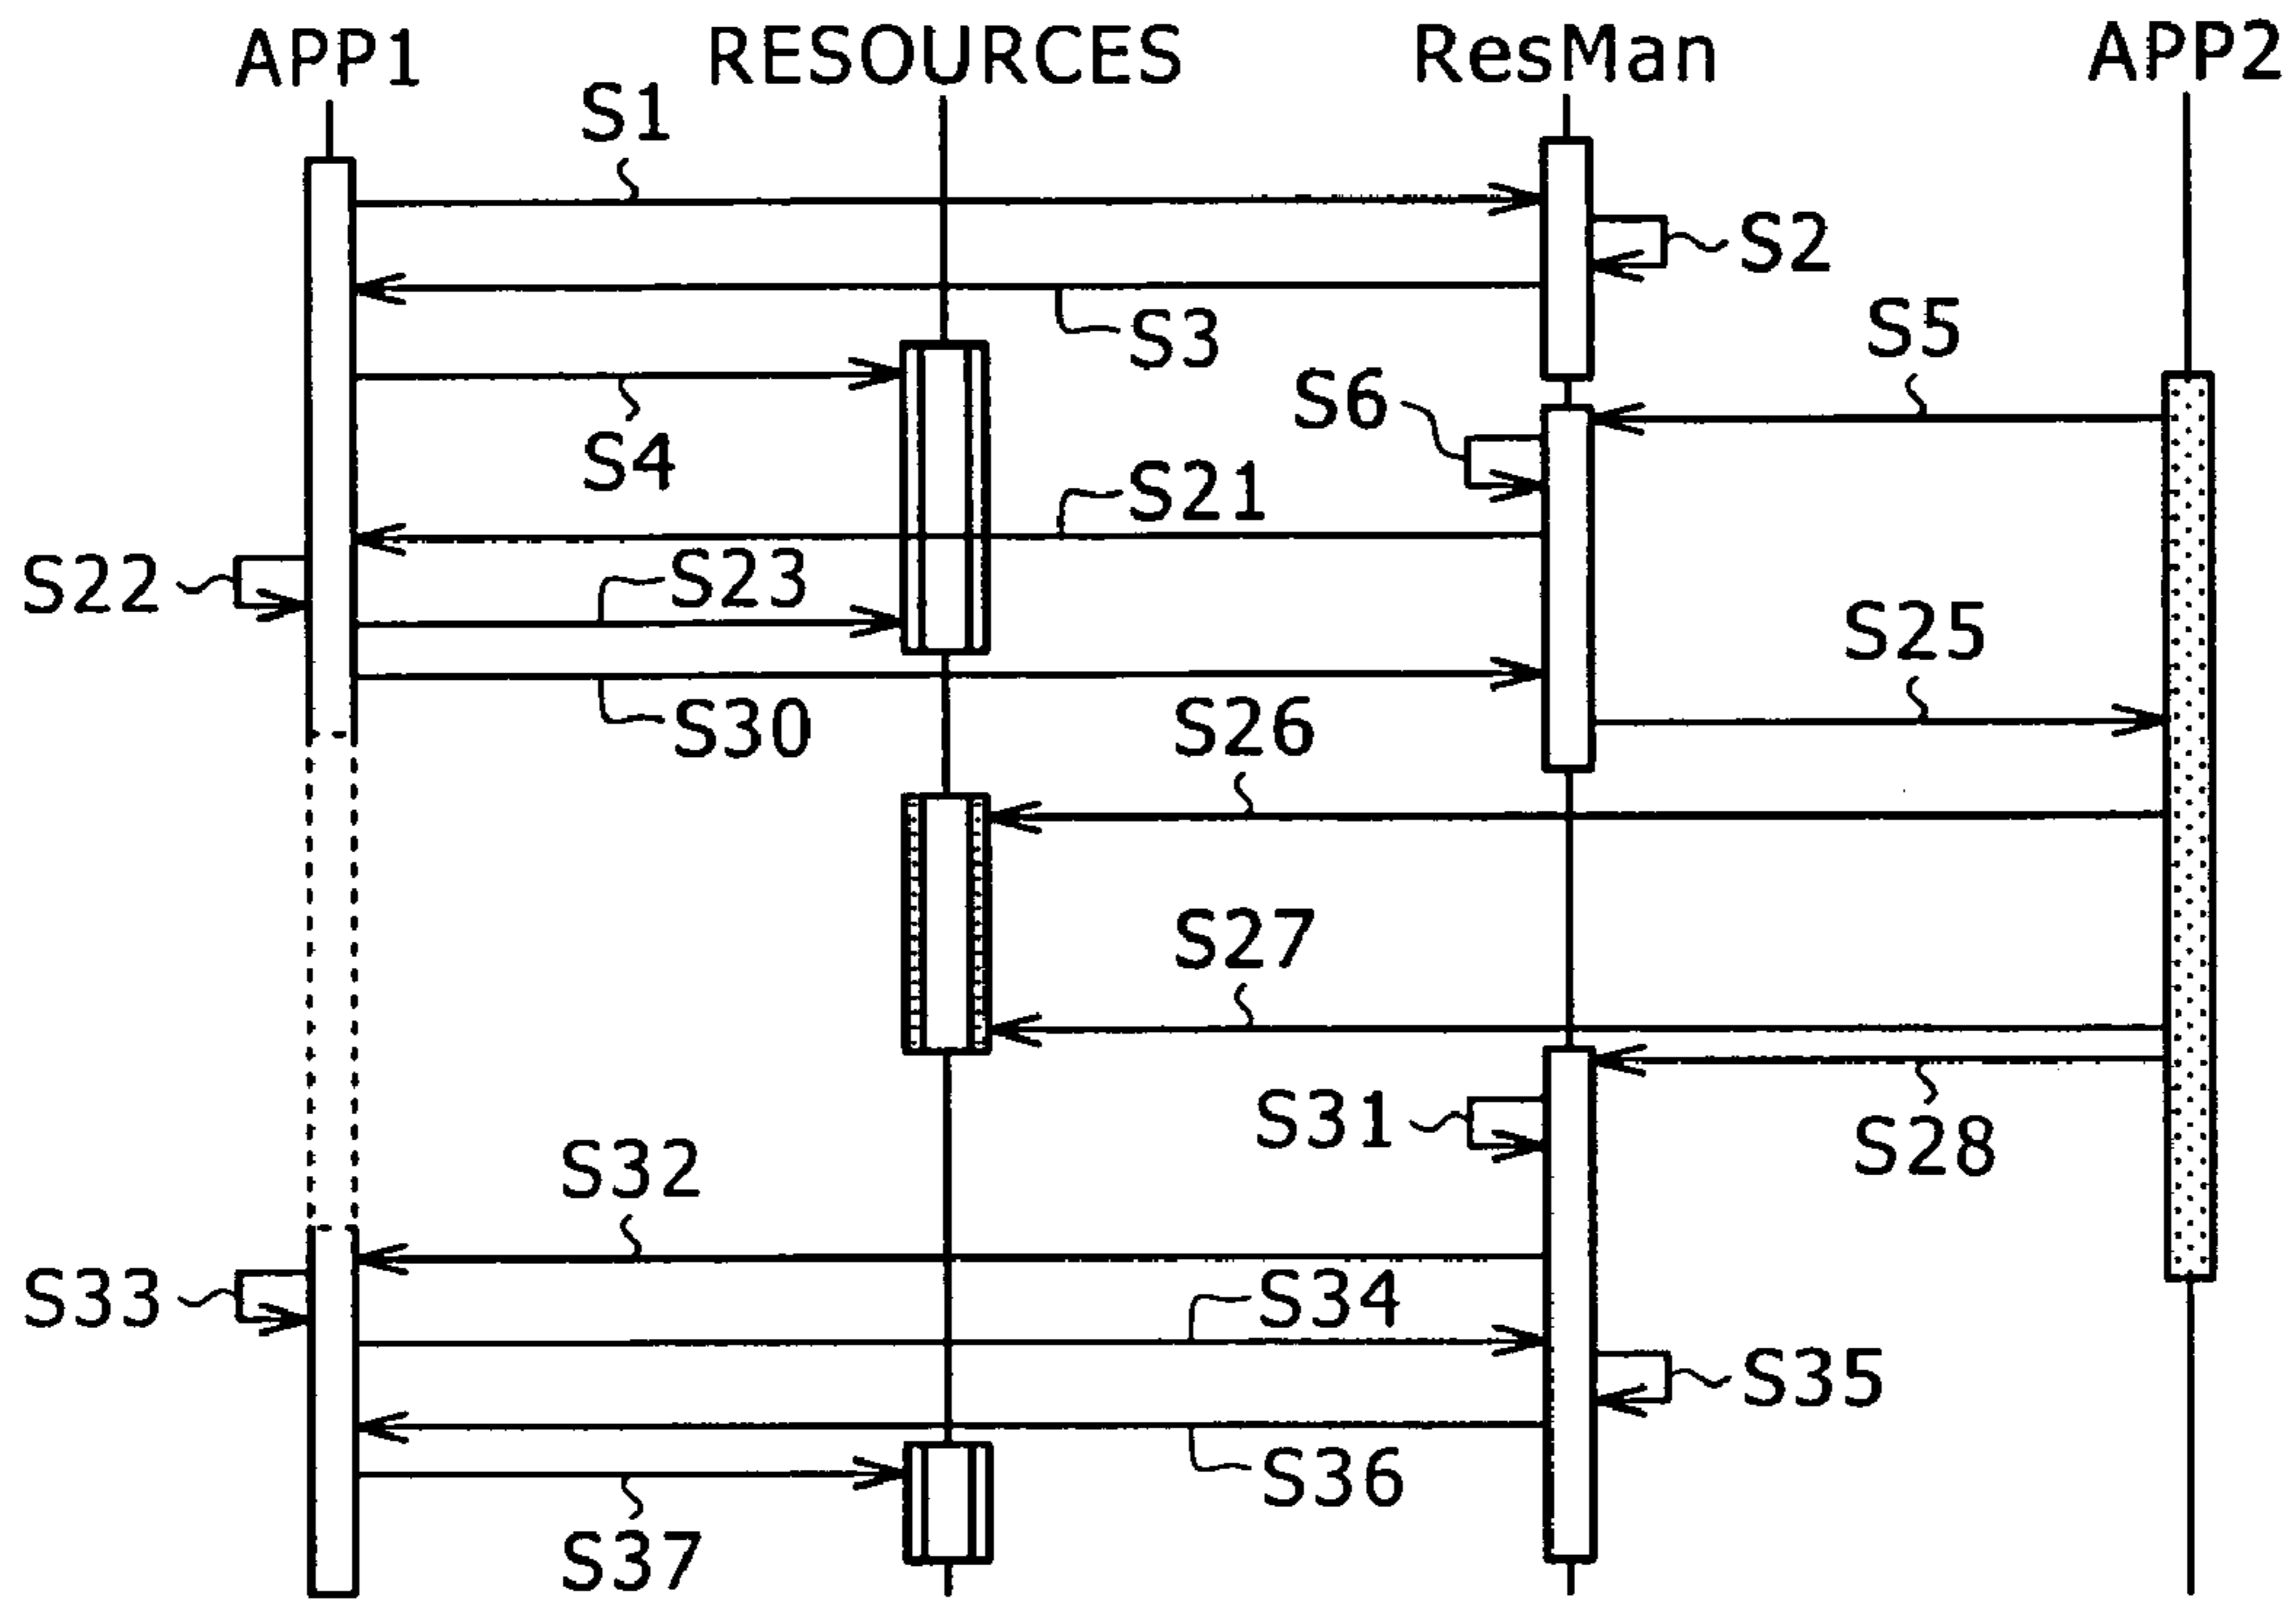 APP1 RESOURCES ResMan APP2
S1
S2
S3
S5
S6
S4
S21
S22
S23
S25
S30
S26
S27
S31
S28
S32
S33
S34
S35
S36
S37